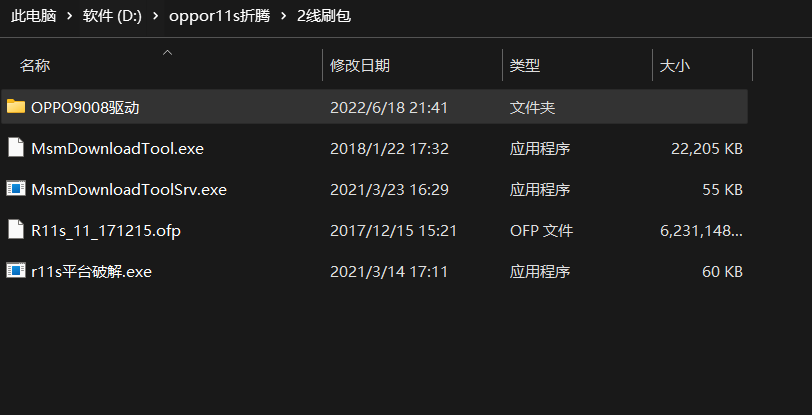 此电脑 > 软件 (D:) > oppor11s折腾 > 2线刷包
名称 修改日期 类型 大小
OPPO9008驱动 2022/6/18 21:41 文件夹
MsmDownloadTool.exe 2018/1/22 17:32 应用程序 22,205 KB
MsmDownloadToolSrv.exe 2021/3/23 16:29 应用程序 55 KB
R11s_11_171215.ofp 2017/12/15 15:21 OFP 文件 6,231,148...
r11s平台破解.exe 2021/3/14 17:11 应用程序 60 KB